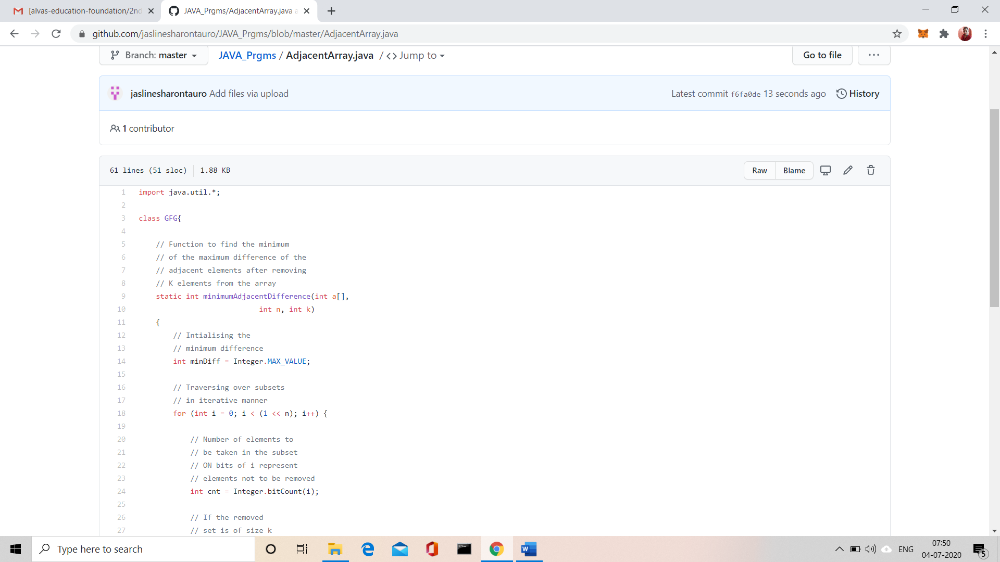 [alvas-education-foundation/2nd
JAVA_Prgms/AdjacentArray.java a
github.com/jaslinesharontauro/JAVA_Prgms/blob/master/AdjacentArray.java
Branch: master JAVA_Prgms / AdjacentArray.java / <> Jump to Go to file ...
jaslinesharontauro Add files via upload Latest commit f6fa0de 13 seconds ago History
1 contributor
61 lines (51 sloc) 1.88 KB Raw Blame
1 import java.util.*;
2
3 class GFG{
4
5 // Function to find the minimum
6 // of the maximum difference of the
7 // adjacent elements after removing
8 // K elements from the array
9 static int minimumAdjacentDifference(int a[],
10 int n, int k)
11 {
12 // Intialising the
13 // minimum difference
14 int minDiff = Integer.MAX_VALUE;
15
16 // Traversing over subsets
17 // in iterative manner
18 for (int i = 0; i < (1 << n); i++) {
19
20 // Number of elements to
21 // be taken in the subset
22 // ON bits of i represent
23 // elements not to be removed
24 int cnt = Integer.bitCount(i);
25
26 // If the removed
27 // set is of size k
Type here to search
ENG
07:50
04-07-2020
5